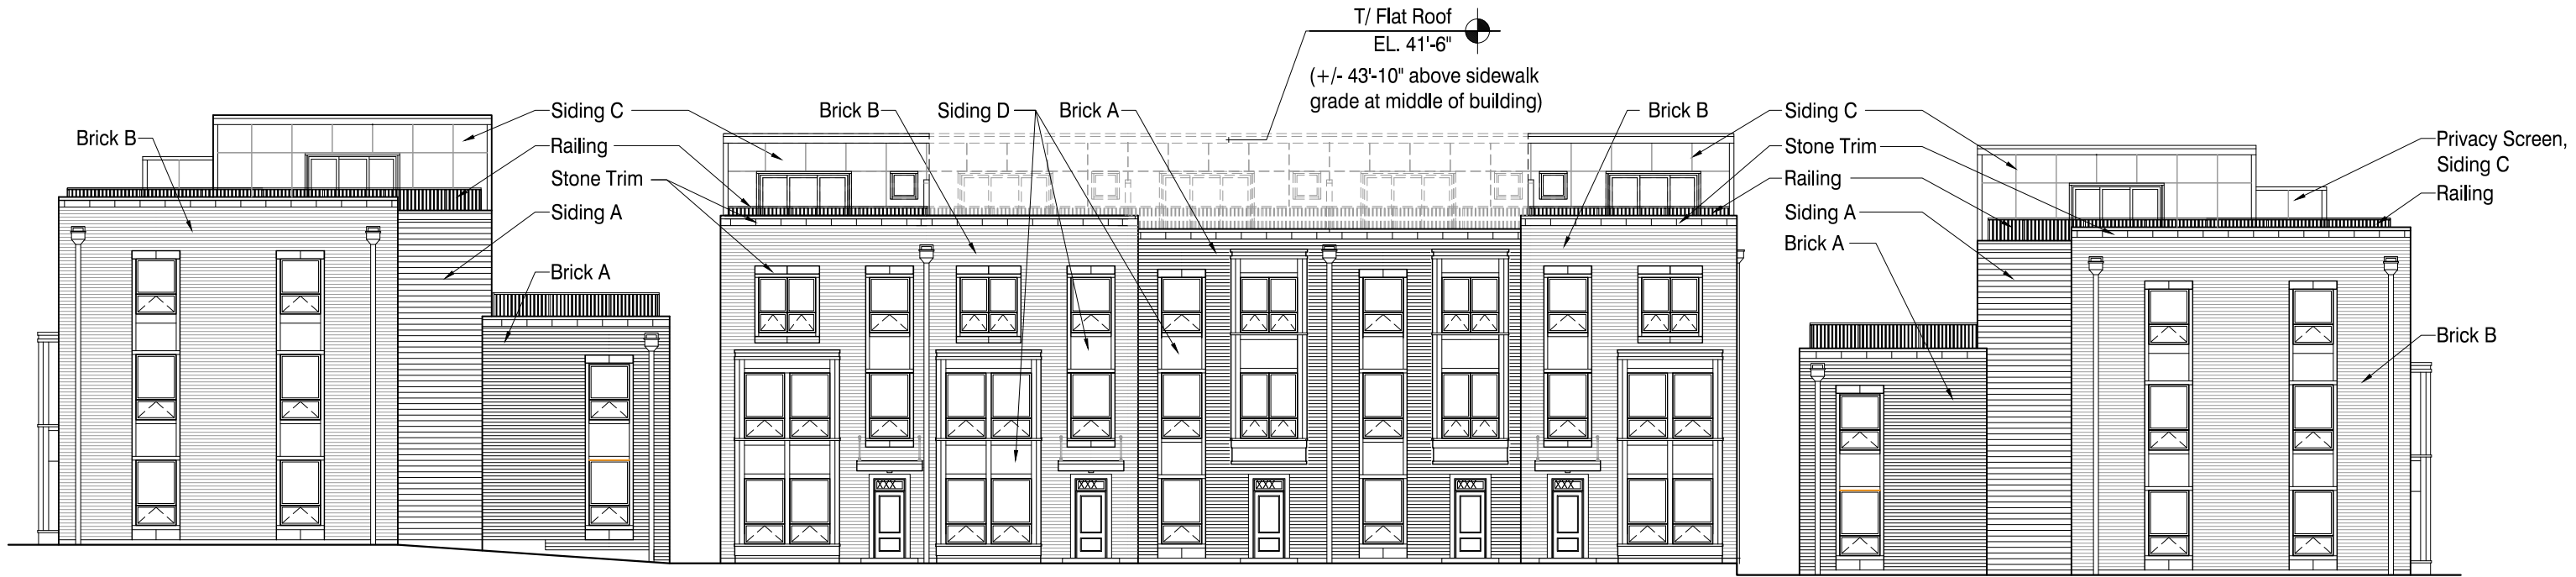 T/ Flat Roof
EL. 41'-6"
(+/- 43'-10" above sidewalk
grade at middle of building)
Brick B
Siding C
Railing
Stone Trim
Siding A
Brick A
Brick B
Siding D
Brick A
Brick B
Siding C
Stone Trim
Railing
Siding A
Brick A
Privacy Screen,
Siding C
Railing
Brick B